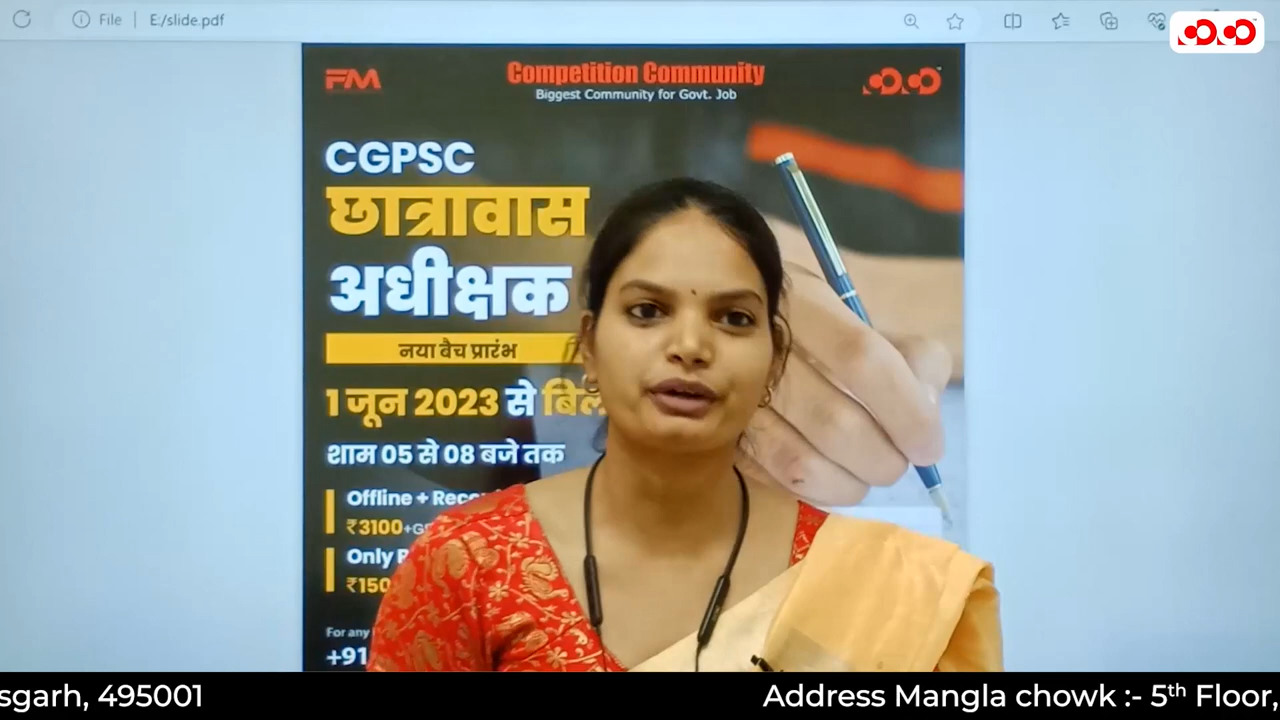 File
E:/slide.pdf
FM
Competition Community
Biggest Community for Govt. Job
CGPSC
छात्रावास
अधीक्षक
नया बैच प्रारंभ
1 जून 2023 से
शाम 05 से 08 बजे तक
Offline +
₹3100
Only
For any
+91
495001
Address Mangla chowk :- 5th Floor,